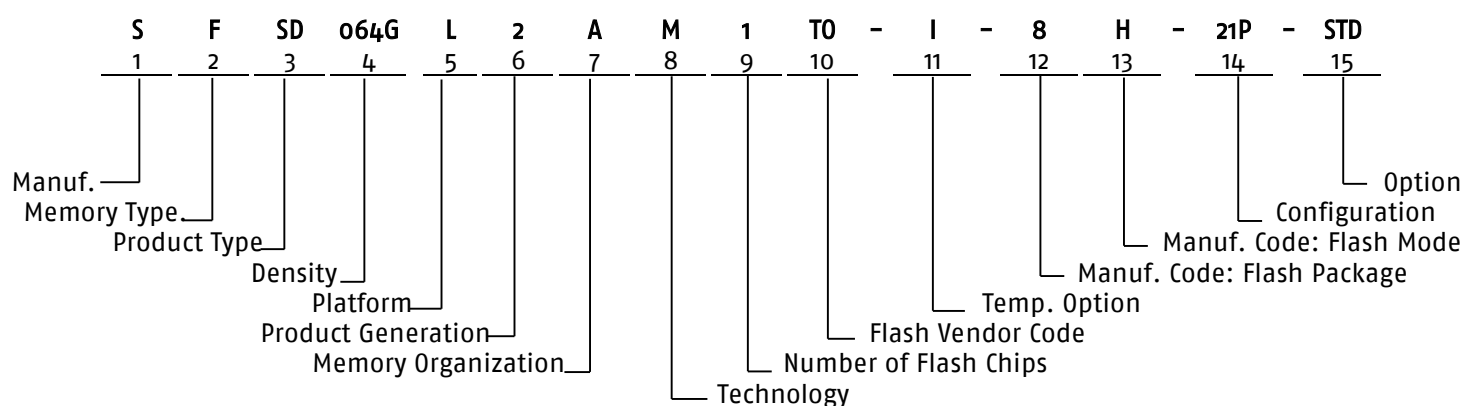 S F SD 064G L 2 A M 1 TO - I - 8 H - 21P - STD
1 2 3 4 5 6 7 8 9 10 11 12 13 14 15
Manuf. Option
Memory Type. Configuration
Product Type Manuf. Code: Flash Mode
Density Manuf. Code: Flash Package
Platform Temp. Option
Product Generation Flash Vendor Code
Memory Organization Number of Flash Chips
Technology